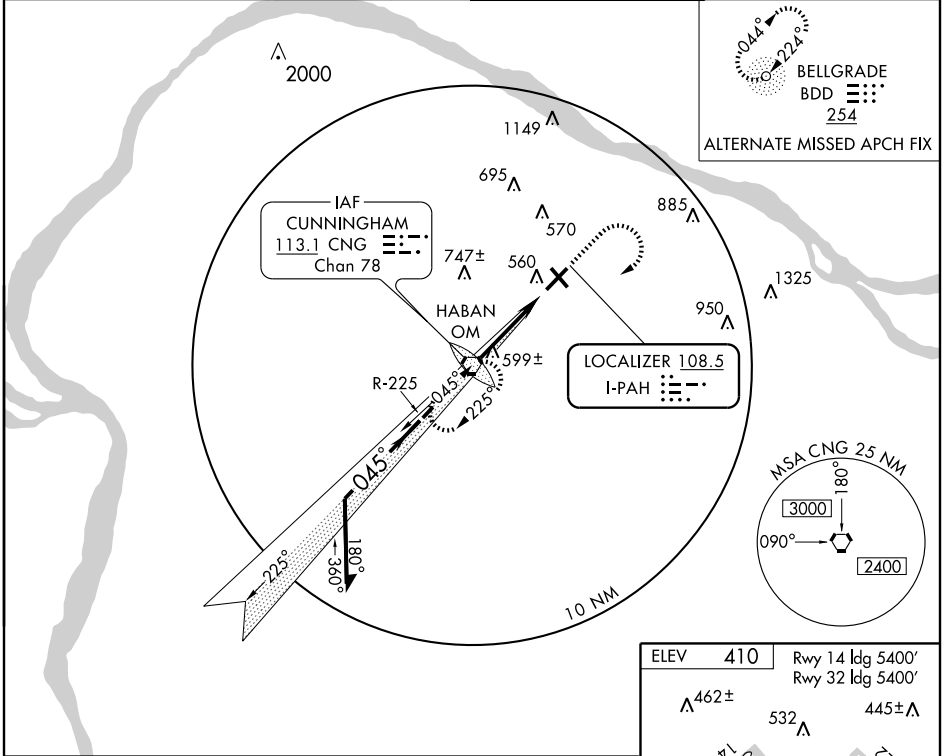 2000
1149
695
570
885
747±
560
1325
950
599±
IAF
CUNNINGHAM
113.1 CNG
Chan 78
HABAN
OM
R-225
045°
225°
045°
225°
360°
180°
10 NM
LOCALIZER 108.5
I-PAH
044°
224°
BELLGRADE
BDD
254
ALTERNATE MISSED APCH FIX
MSA CNG 25 NM
180°
3000
090°
2400
ELEV 410
Rwy 14 ldg 5400'
Rwy 32 ldg 5400'
462±
532
445±
14